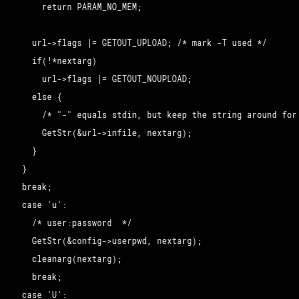 return PARAM_NO_MEM;
url->flags |= GETOUT_UPLOAD; /* mark -T used */
if(!*nextarg)
url->flags |= GETOUT_NOUPLOAD;
else {
/* "-" equals stdin, but keep the string around for
GetStr(&url->infile, nextarg);
}
}
break;
case 'u':
/* user:password  */
GetStr(&config->userpwd, nextarg);
cleanarg(nextarg);
break;
case 'U':